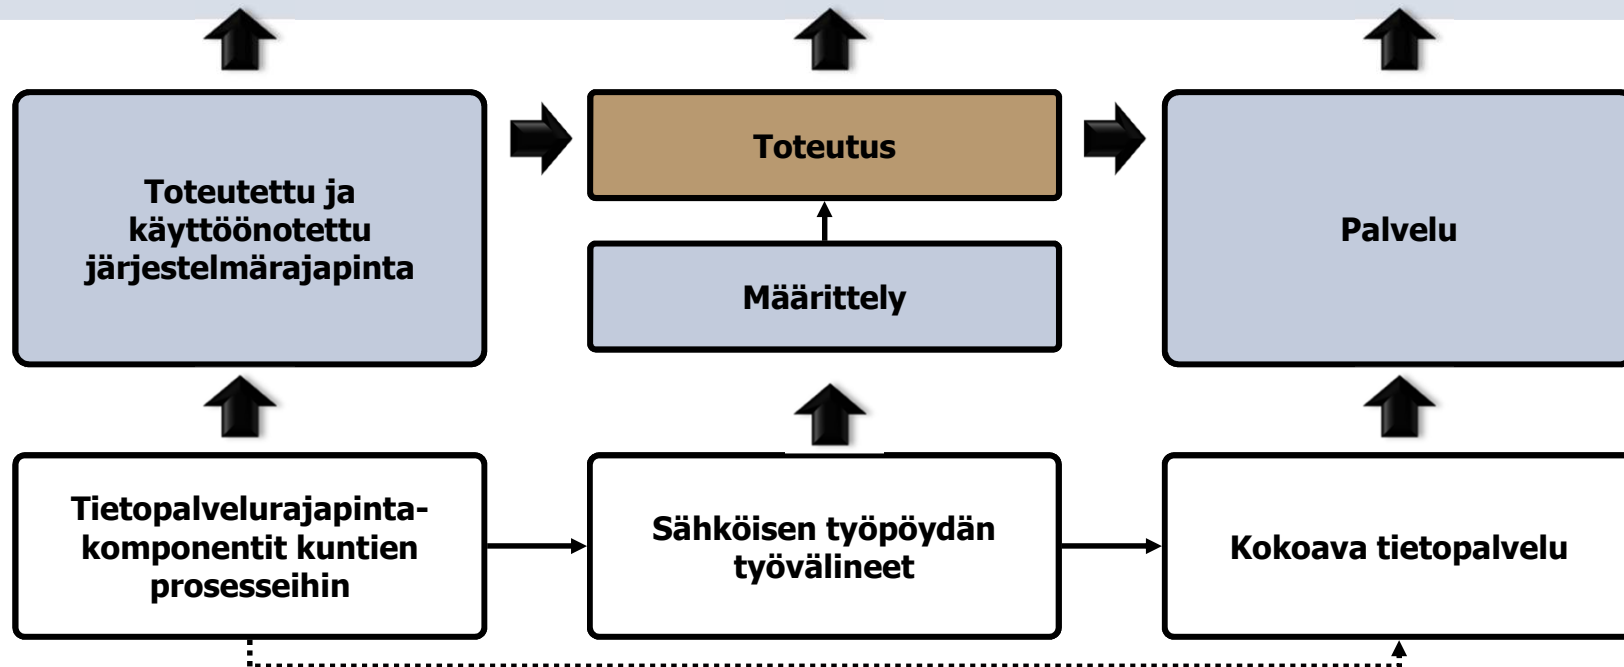 Toteutettu ja
käyttöönotettu
järjestelmärajapinta
Toteutus
Määrittely
Palvelu
Tietopalvelurajapinta-
komponentit kuntien
prosesseihin
Sähköisen työpöydän
työvälineet
Kokoava tietopalvelu